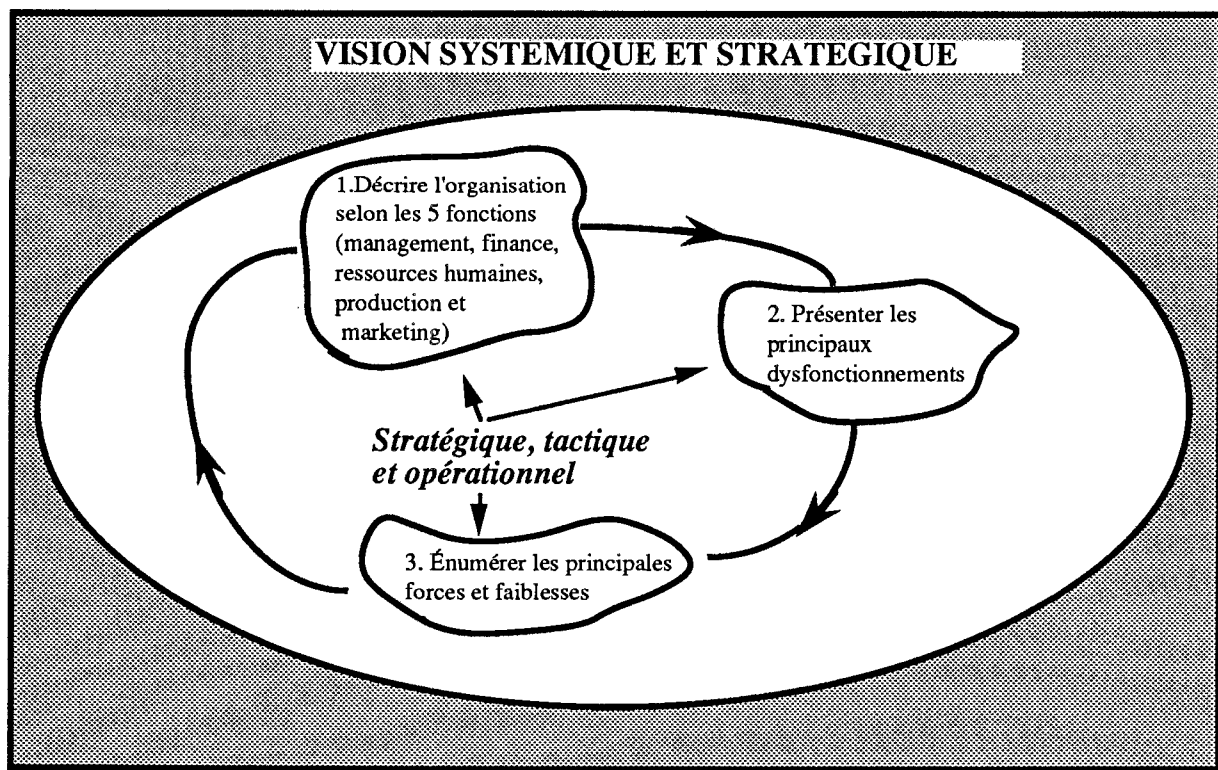 VISION SYSTEMIQUE ET STRATEGIQUE
1.Décrire l'organisation
selon les 5 fonctions
(management, finance,
ressources humaines,
production et
marketing)
2. Présenter les
principaux
dysfonctionnements
Stratégique, tactique
et opérationnel
3. Énumérer les principales
forces et faiblesses